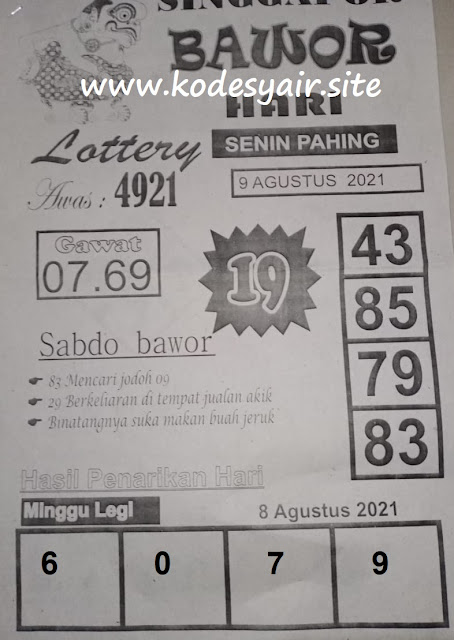 SINGGAPUR
BAWOR
www.kodesyair.site
HARI
Lottery
SENIN PAHING
Awas : 4921
9 AGUSTUS 2021
Gawat
07.69
19
43
85
79
83
Sabdo bawor
83 Mencari jodoh 09
29 Berkeliaran di tempat jualan akik
Binatangnya suka makan buah jeruk
Hasil Penarikan Hari
Minggu Legi
8 Agustus 2021
6 0 7 9